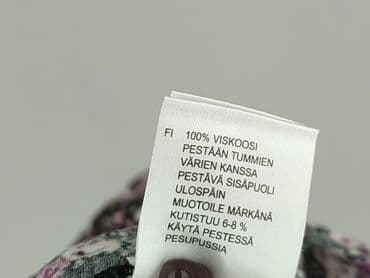 FI 100% VISKOOSI
PESTÄÄN TUMMIEN
VÄRIEN KANSSA
PESTÄVÄ SISÄPUOLI
ULOSPÄIN
MUOTOILE MÄRKÄNÄ
KUTISTUU 6-8 %
KÄYTÄ PESTESSÄ
PESUPUSSIA